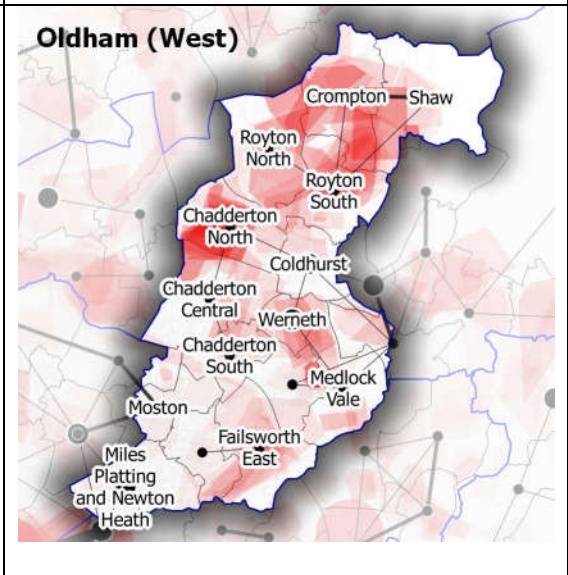 Oldham (West)
Crompton
Shaw
Royton
North
Royton
South
Chadderton
North
Coldhurst
Chadderton
Central
Werneth
Chadderton
South
Medlock
Vale
Moston
Failsworth
East
Miles
Platting
and Newton
Heath